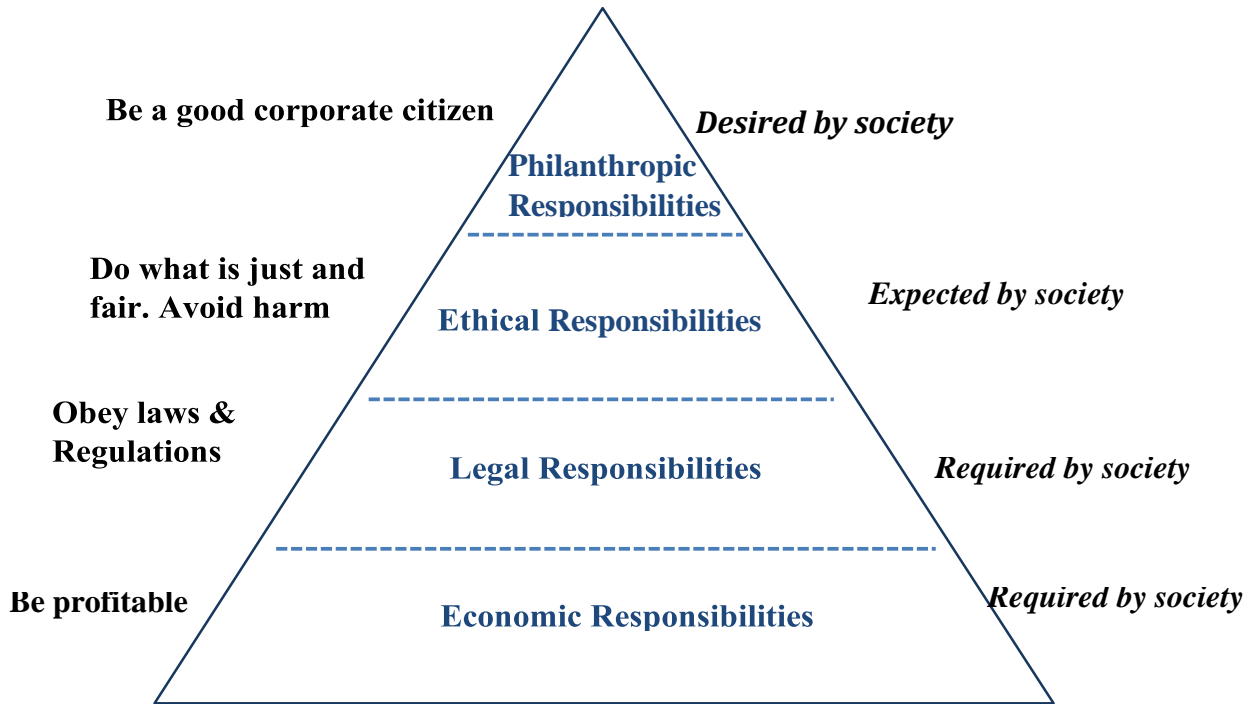 Be a good corporate citizen
Desired by society
Philanthropic
Responsibilities
Do what is just and
fair. Avoid harm
Expected by society
Ethical Responsibilities
Obey laws &
Regulations
Legal Responsibilities
Required by society
Be profitable
Required by society
Economic Responsibilities